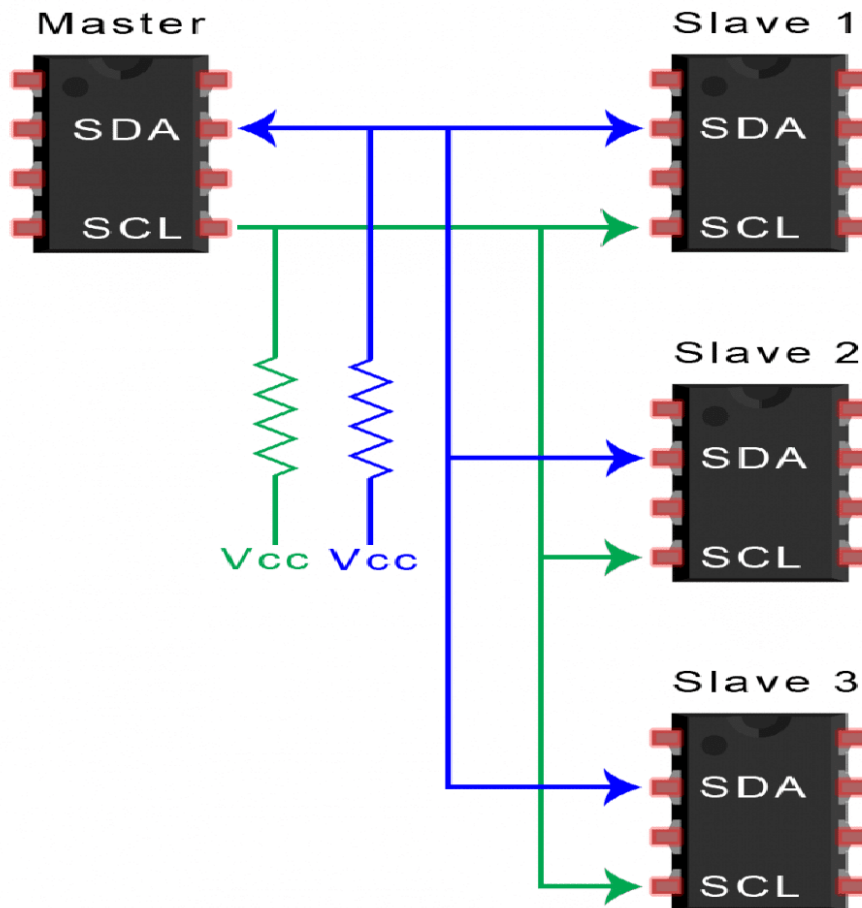 Master
SDA
SCL
Slave 1
SDA
SCL
Vcc Vcc
Slave 2
SDA
SCL
Slave 3
SDA
SCL